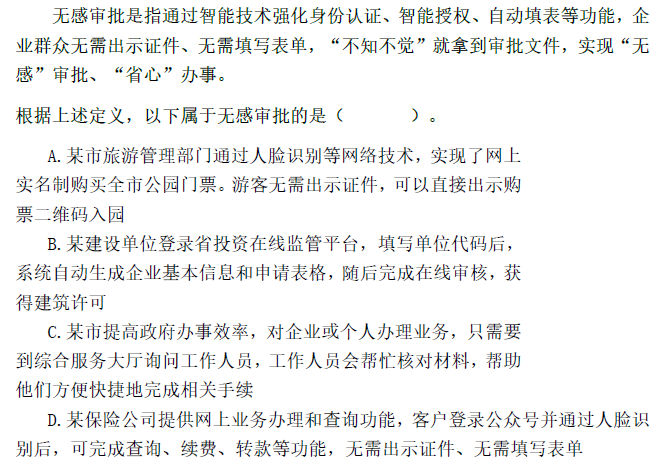 无感审批是指通过智能技术强化身份认证、智能授权、自动填表等功能，企
业群众无需出示证件、无需填写表单，“不知不觉”就拿到审批文件，实现“无
感”审批、“省心”办事。
根据上述定义，以下属于无感审批的是（　　）。
A.某市旅游管理部门通过人脸识别等网络技术，实现了网上
实名制购买全市公园门票。游客无需出示证件，可以直接出示购
票二维码入园
B.某建设单位登录省投资在线监管平台，填写单位代码后，
系统自动生成企业基本信息和申请表格，随后完成在线审核，获
得建筑许可
C.某市提高政府办事效率，对企业或个人办理业务，只需要
到综合服务大厅询问工作人员，工作人员会帮忙核对材料，帮助
他们方便快捷地完成相关手续
D.某保险公司提供网上业务办理和查询功能，客户登录公众号并通过人脸识
别后，可完成查询、续费、转款等功能，无需出示证件、无需填写表单